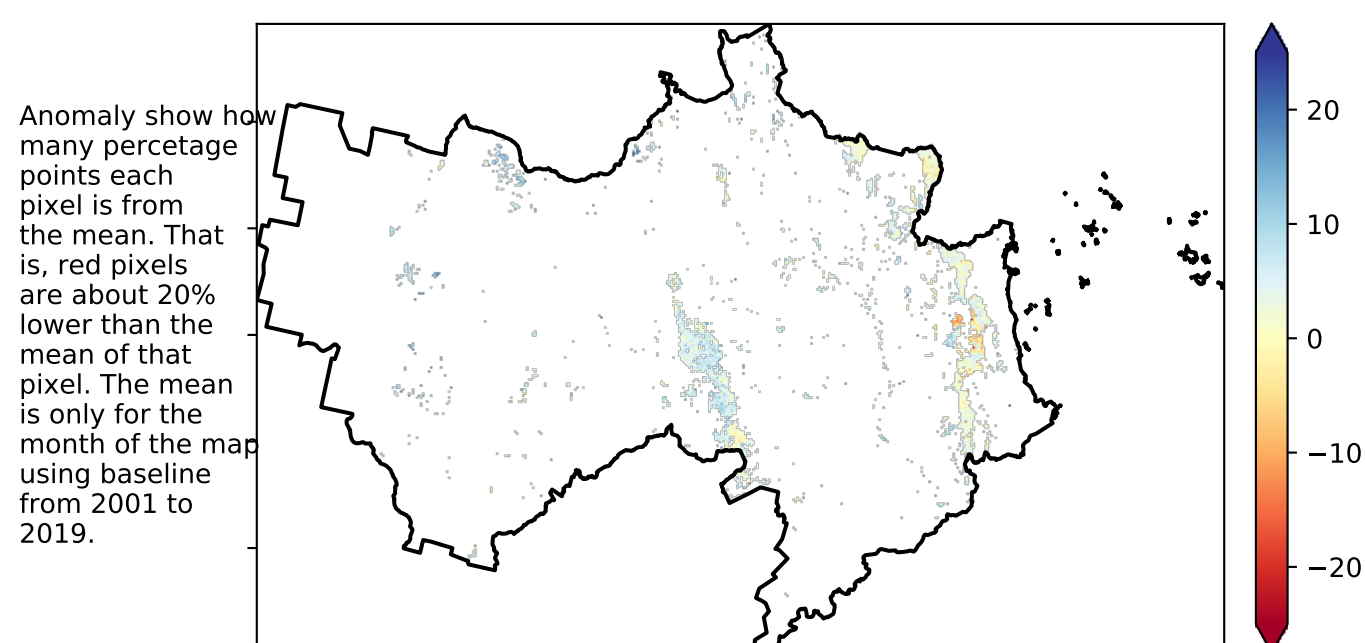 Anomaly show how
many percetage
points each
pixel is from
the mean. That
is, red pixels
are about 20%
lower than the
mean of that
pixel. The mean
is only for the
month of the map
using baseline
from 2001 to
2019.
20
10
0
−10
−20